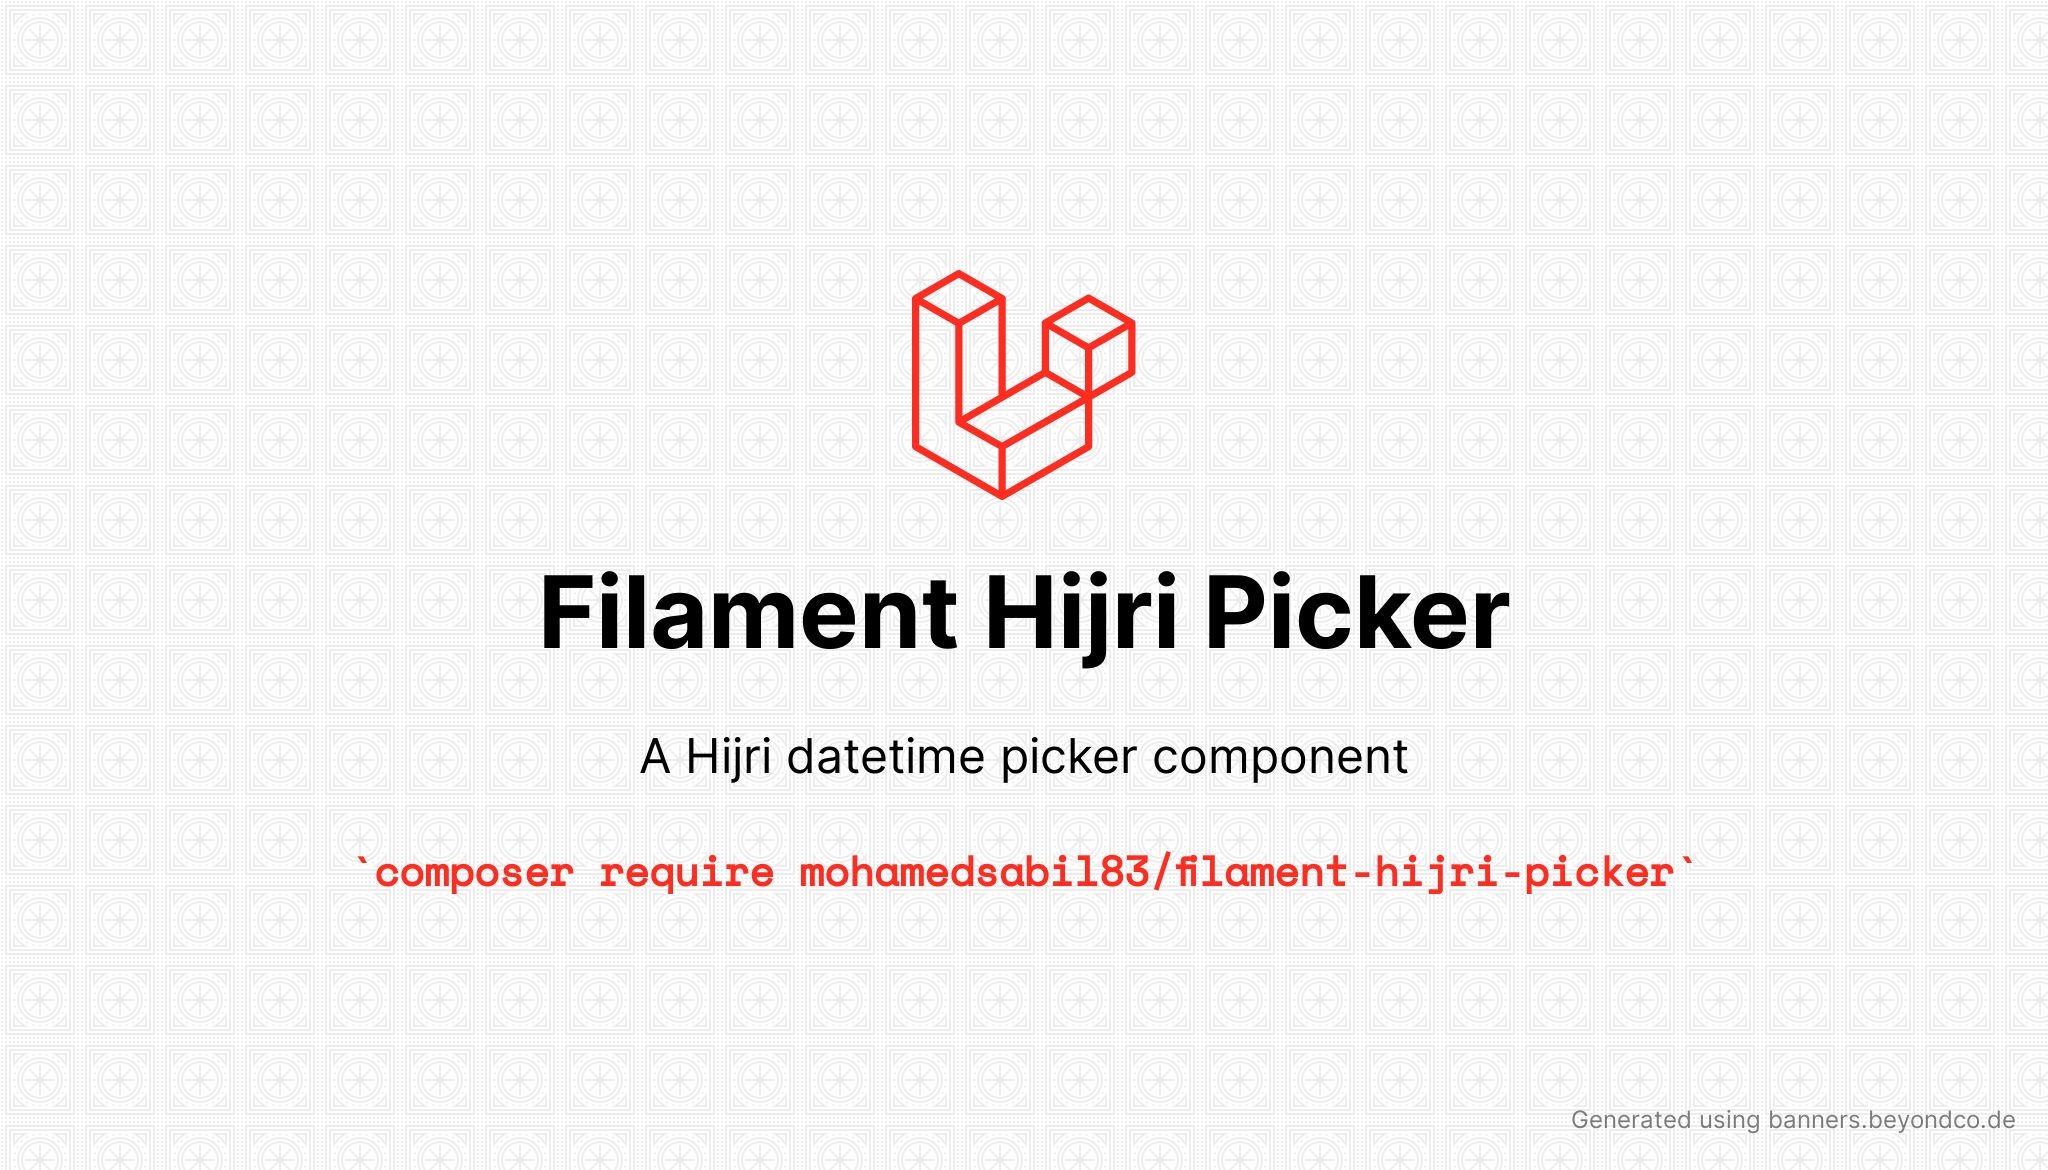 Filament Hijri Picker
A Hijri datetime picker component
`composer require mohamedsabil83/filament-hijri-picker`
Generated using banners.beyondco.de